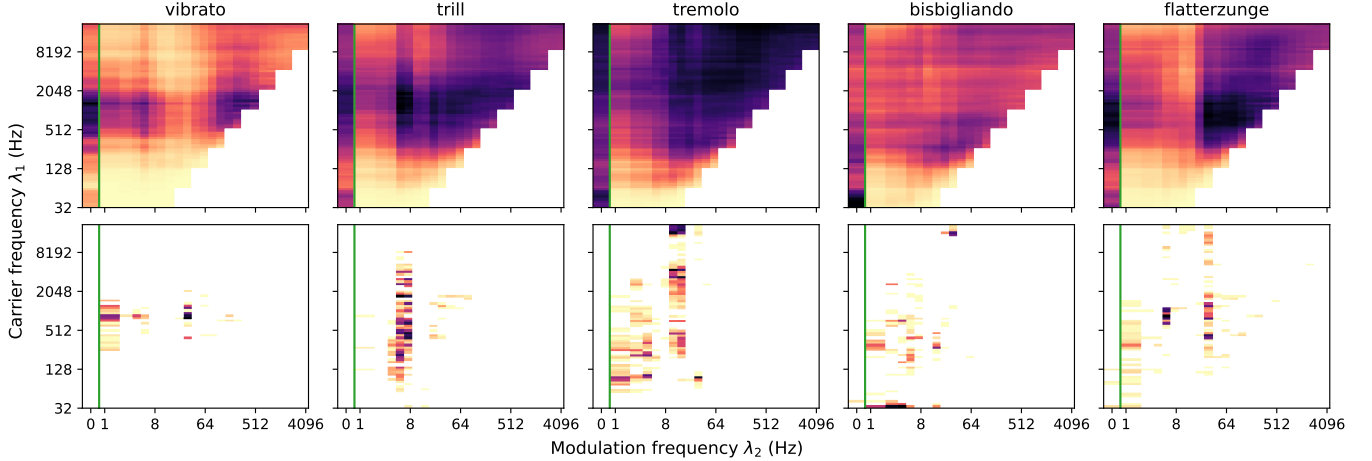 vibrato
trill
tremolo
bisbigliando
flatterzunge
8192
2048
512
128
32
8192
2048
512
128
32
Carrier frequency λ1 (Hz)
0 1 8 64 512 4096
0 1 8 64 512 4096
0 1 8 64 512 4096
0 1 8 64 512 4096
0 1 8 64 512 4096
Modulation frequency λ2 (Hz)